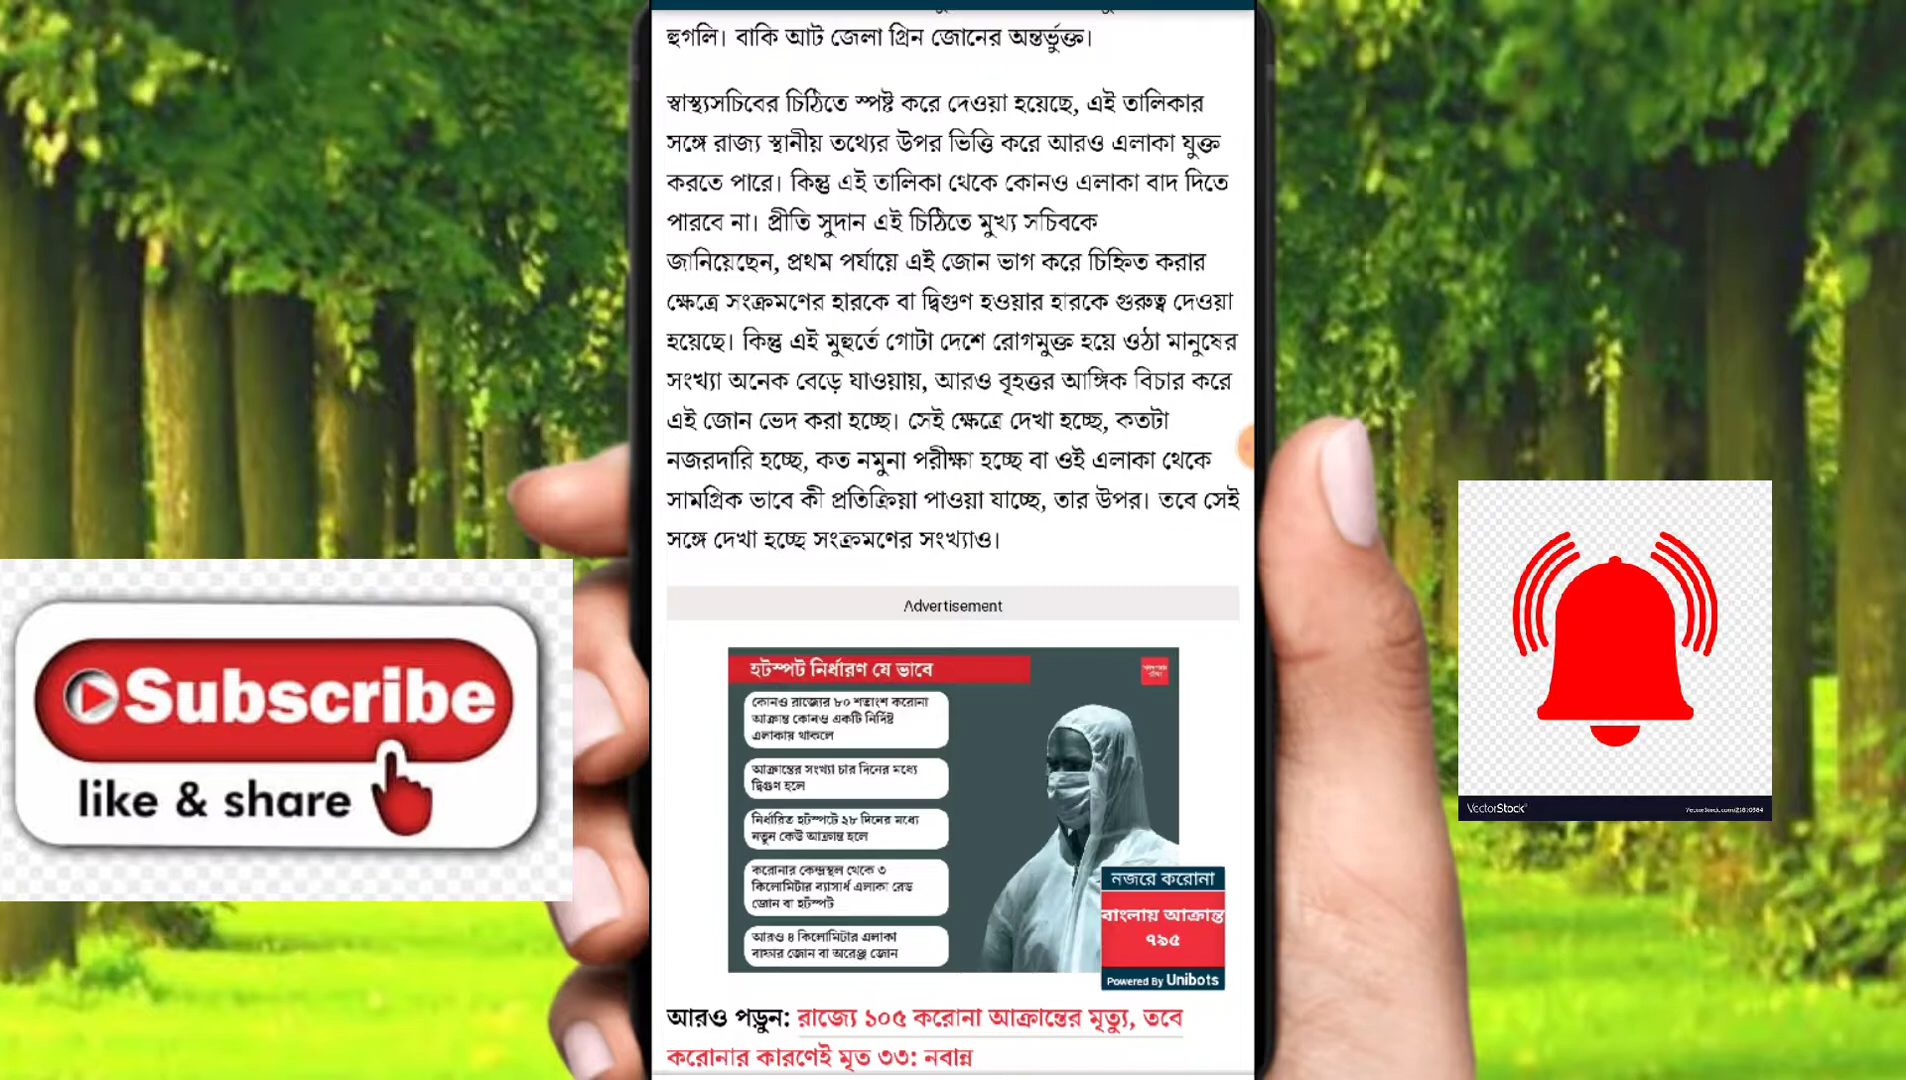 হুগলি। বাকি আট জেলা গ্রিন জোনের অন্তর্ভুক্ত।
স্বাস্থ্যসচিবের চিঠিতে স্পষ্ট করে দেওয়া হয়েছে, এই তালিকার
সঙ্গে রাজ্য স্থানীয় তথ্যের উপর ভিত্তি করে আরও এলাকা যুক্ত
করতে পারে। কিন্তু এই তালিকা থেকে কোনও এলাকা বাদ দিতে
পারবে না। প্রীতি সুদান এই চিঠিতে মুখ্য সচিবকে
জানিয়েছেন, প্রথম পর্যায়ে এই জোন ভাগ করে চিহ্নিত করার
ক্ষেত্রে সংক্রমণের হারকে বা দ্বিগুণ হওয়ার হারকে গুরুত্ব দেওয়া
হয়েছে। কিন্তু এই মুহুর্তে গোটা দেশে রোগমুক্ত হয়ে ওঠা মানুষের
সংখ্যা অনেক বেড়ে যাওয়ায়, আরও বৃহত্তর আঙ্গিক বিচার করে
এই জোন ভেদ করা হচ্ছে। সেই ক্ষেত্রে দেখা হচ্ছে, কতটা
নজরদারি হচ্ছে, কত নমুনা পরীক্ষা হচ্ছে বা ওই এলাকা থেকে
সামগ্রিক ভাবে কী প্রতিক্রিয়া পাওয়া যাচ্ছে, তার উপর। তবে সেই
সঙ্গে দেখা হচ্ছে সংক্রমণের সংখ্যাও।
Advertisement
হটস্পট নির্ধারণ যে ভাবে
কোনও রাজ্যের ৮০ শতাংশ করোনা
আক্রান্ত কোনও একটি নির্দিষ্ট
এলাকায় থাকলে
আক্রান্তের সংখ্যা চার দিনের মধ্যে
দ্বিগুণ হলে
নির্ধারিত হটস্পটে ২৮ দিনের মধ্যে
নতুন কেউ আক্রান্ত হলে
করোনার কেন্দ্রস্থল থেকে ৩
কিলোমিটার ব্যাসার্ধ এলাকা রেড
জোন বা হটস্পট
আরও ৪ কিলোমিটার এলাকা
বাফার জোন বা অরেঞ্জ জোন
নজরে করোনা
বাংলায় আক্রান্ত
৭৯৫
Powered By Unibots
আরও পড়ুন: রাজ্যে ১০৫ করোনা আক্রান্তের মৃত্যু, তবে
করোনার কারণেই মৃত ৩৩: নবান্ন
Subscribe
like & share
VectorStock